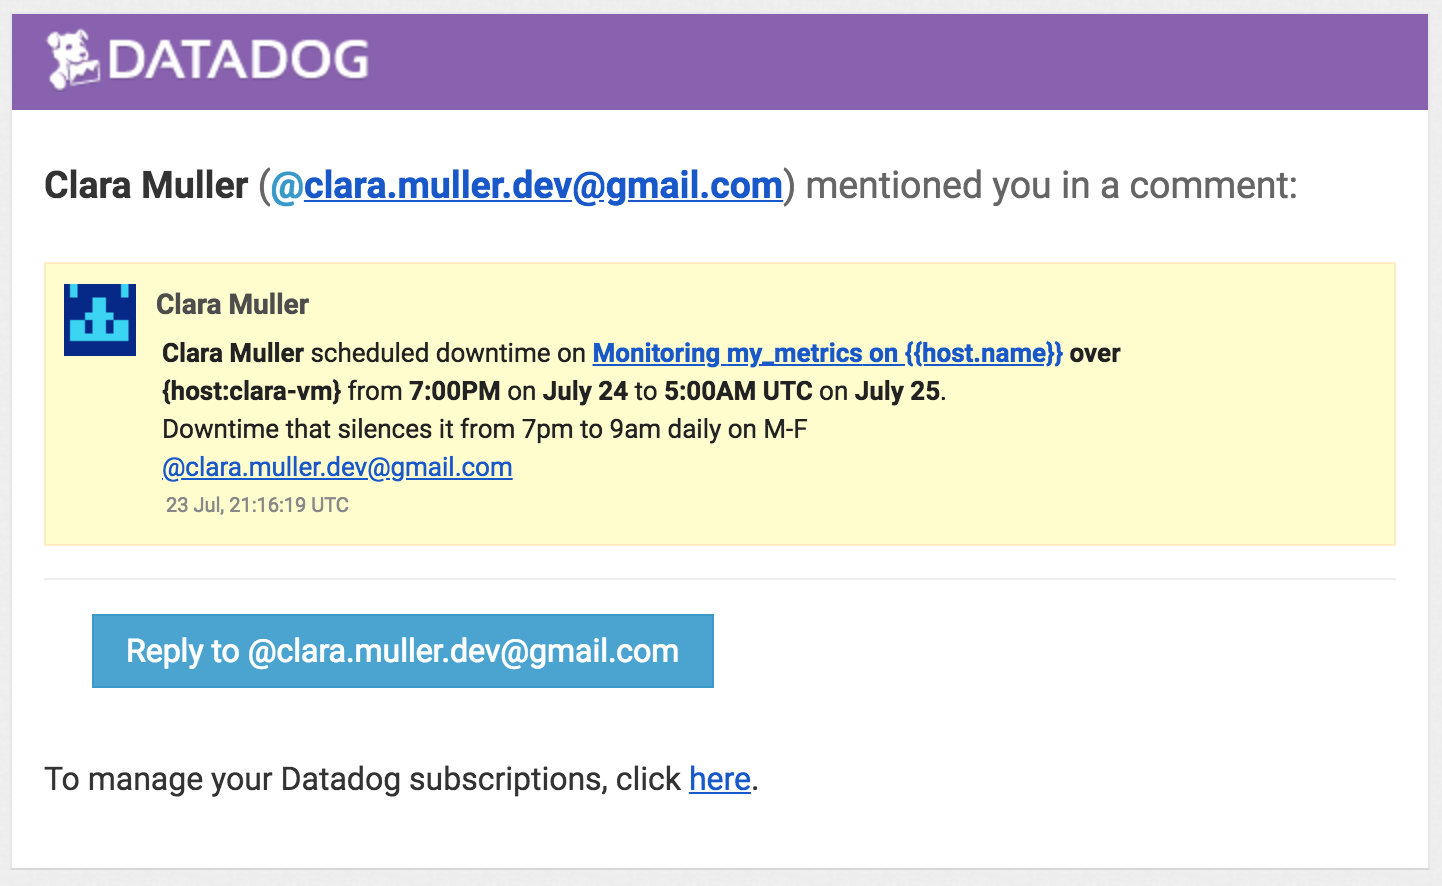 DATADOG
Clara Muller (@clara.muller.dev@gmail.com) mentioned you in a comment:
Clara Muller
Clara Muller scheduled downtime on Monitoring my_metrics on {{host.name}} over
{host:clara-vm} from 7:00PM on July 24 to 5:00AM UTC on July 25.
Downtime that silences it from 7pm to 9am daily on M-F
@clara.muller.dev@gmail.com
23 Jul, 21:16:19 UTC
Reply to @clara.muller.dev@gmail.com
To manage your Datadog subscriptions, click here.